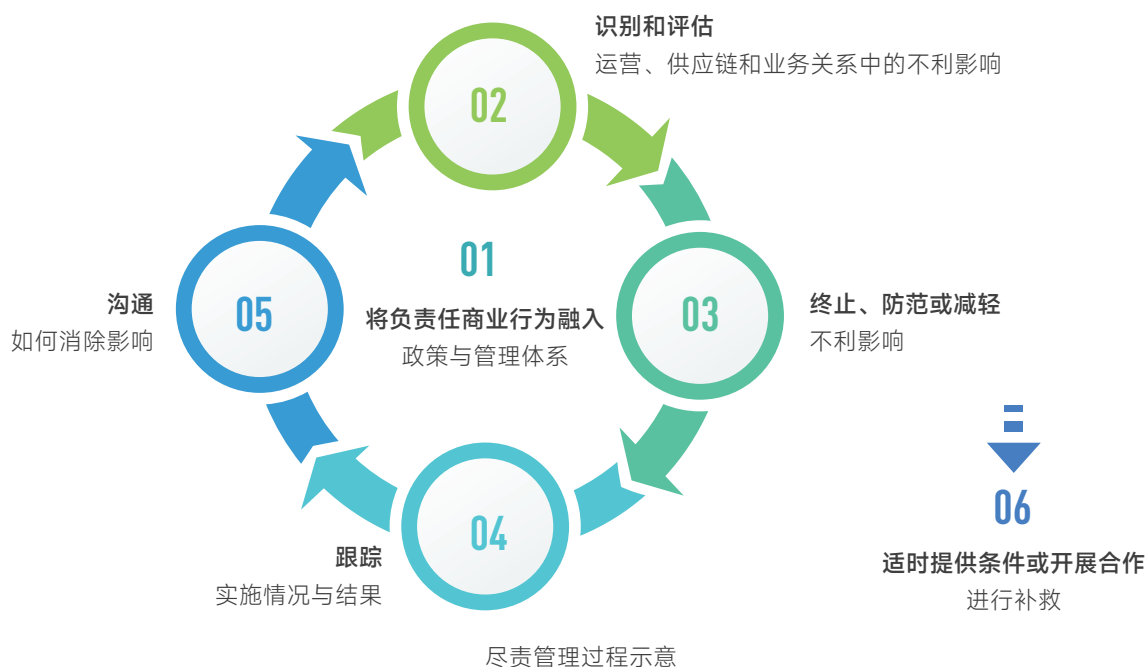 02
识别和评估
运营、供应链和业务关系中的不利影响
01
将负责任商业行为融入
政策与管理体系
03
终止、防范或减轻
不利影响
04
跟踪
实施情况与结果
05
沟通
如何消除影响
06
适时提供条件或开展合作
进行补救
尽责管理过程示意